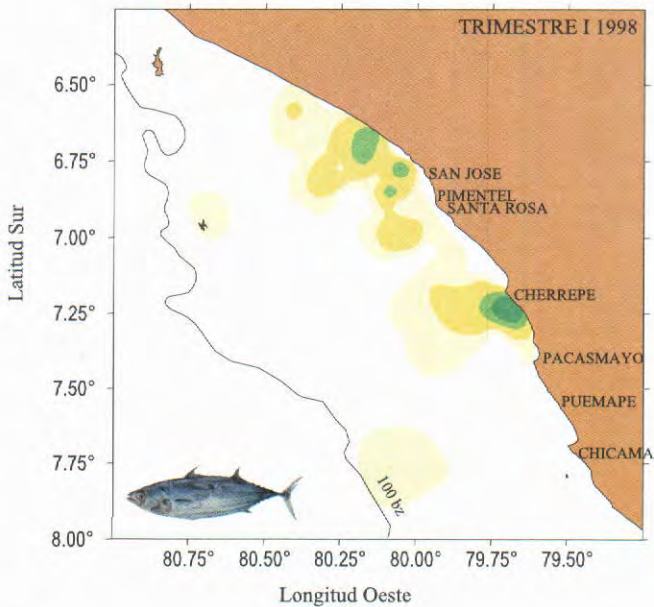 TRIMESTRE I 1998
6.50°
6.75°
7.00°
7.25°
7.50°
7.75°
8.00°
Latitud Sur
SAN JOSE
PIMENTEL
SANTA ROSA
CHERREPE
PACASMAYO
PUEMAPE
CHICAMA
100 bz
80.75°
80.50°
80.25°
80.00°
79.75°
79.50°
Longitud Oeste